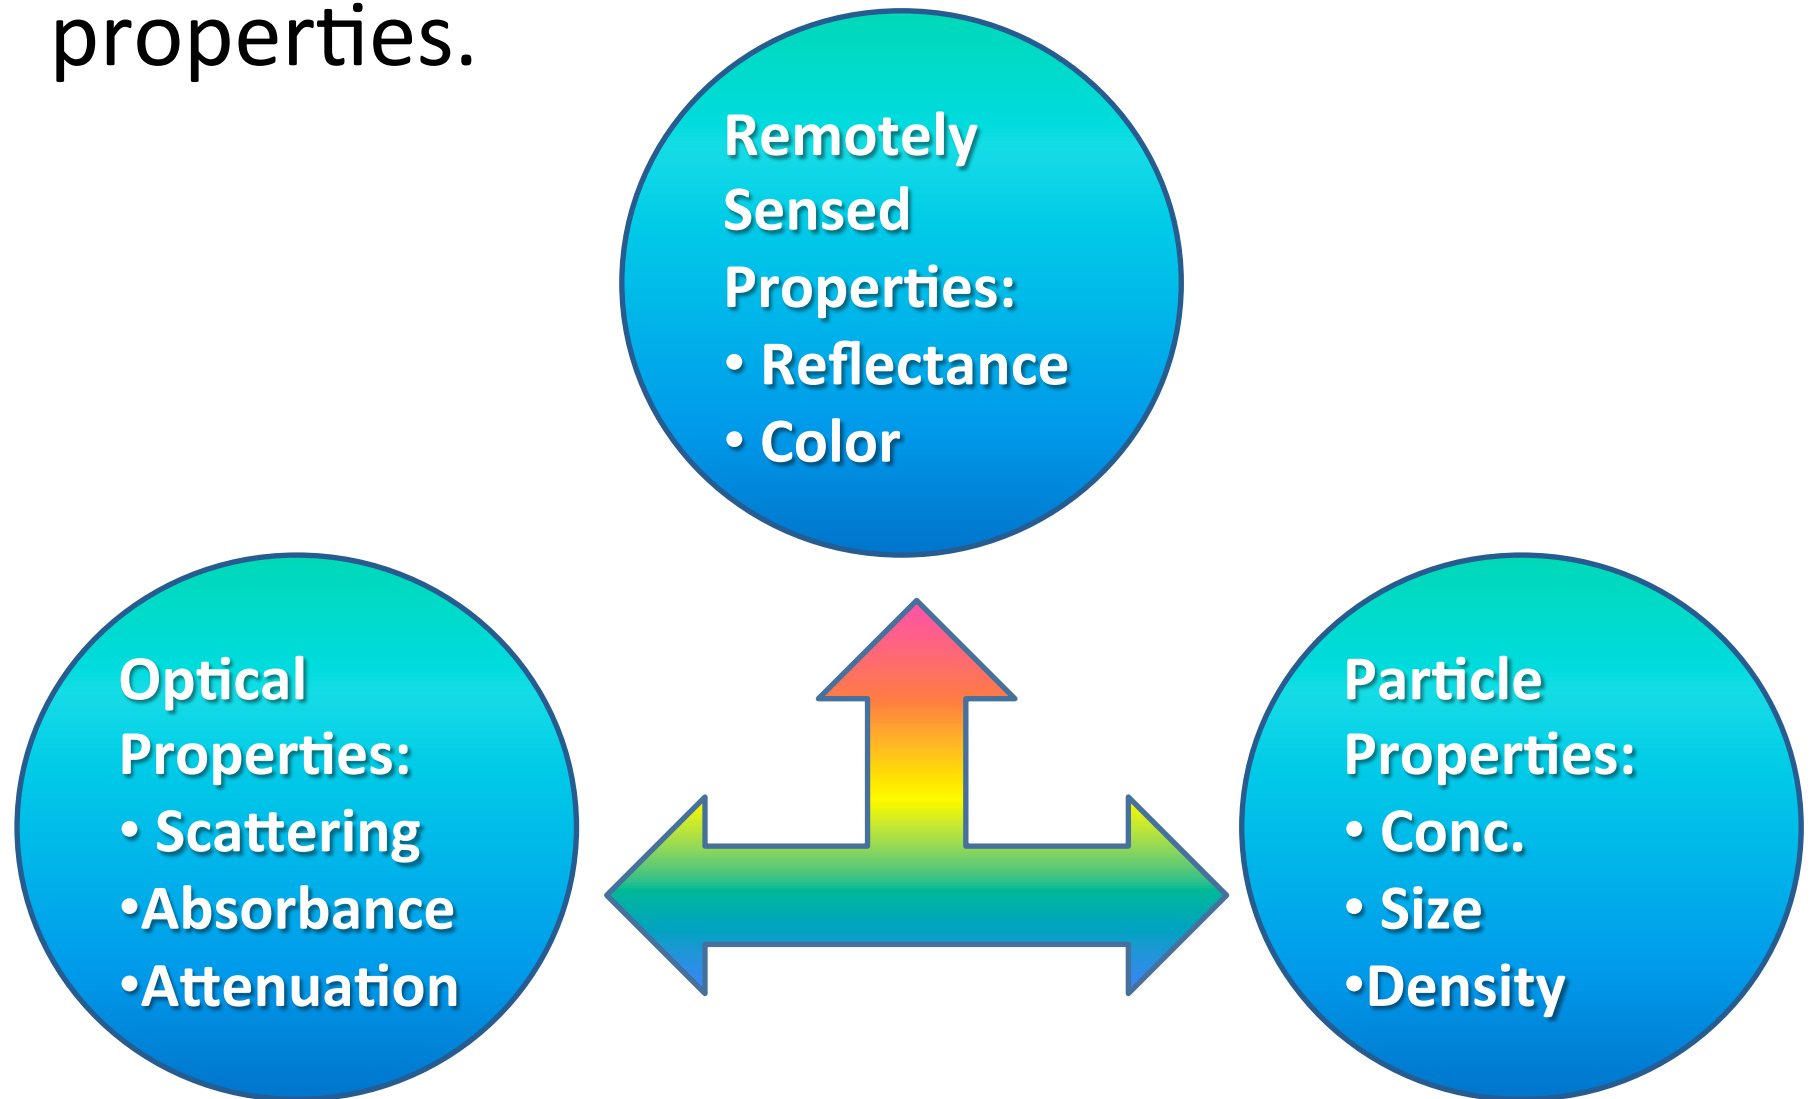 properties.
Remotely
Sensed
Properties:
• Reflectance
• Color
Optical
Properties:
• Scattering
•Absorbance
•Attenuation
Particle
Properties:
• Conc.
• Size
•Density